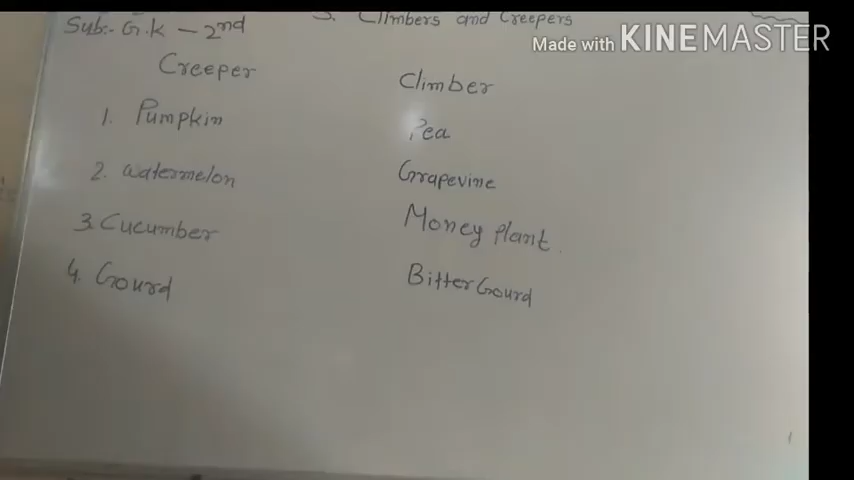 Sub:- G.K - 2nd
3. Climbers and Creepers
Made with KINEMASTER
Creeper Climber
1. Pumpkin Pea
2. watermelon Grapevine
3. Cucumber Money Plant.
4. Gourd Bitter Gourd